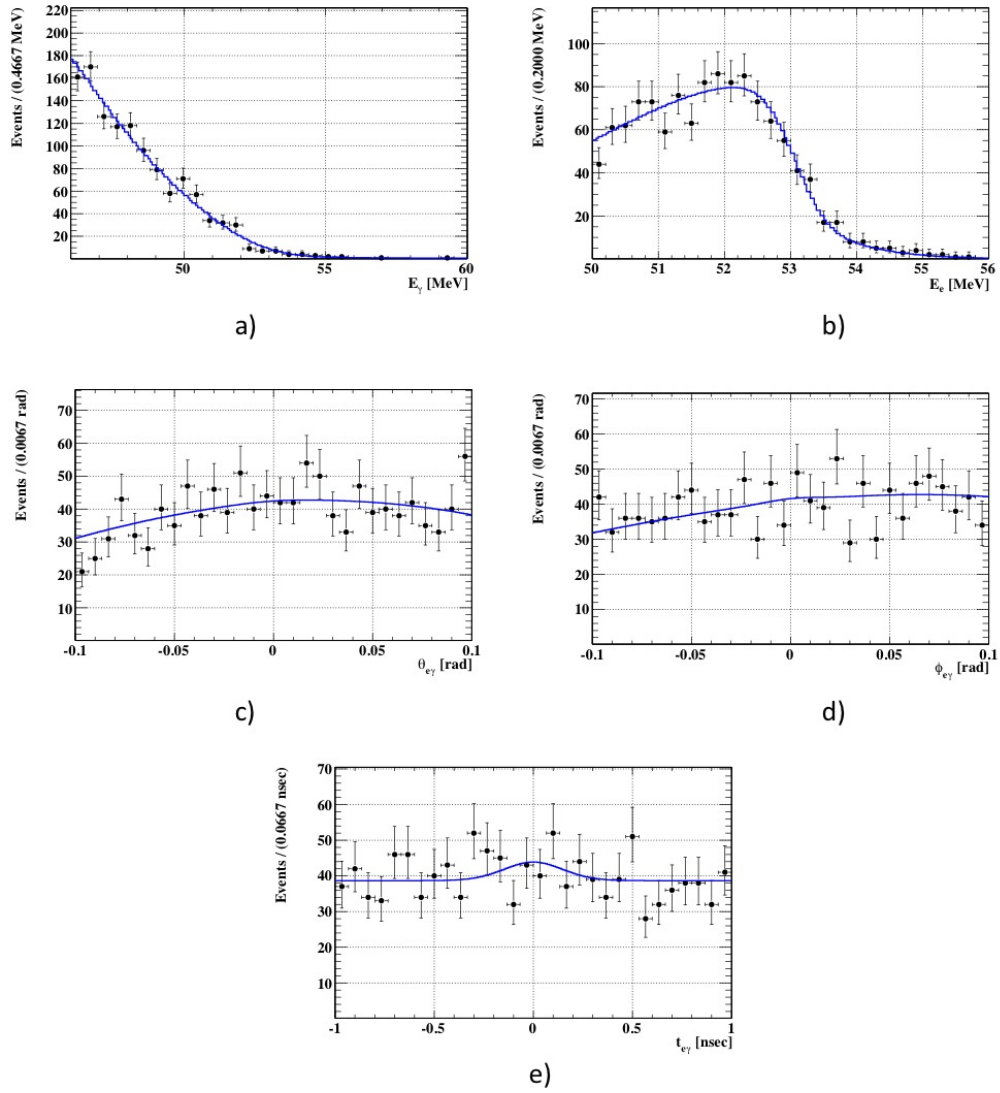 Events / (0.4667 MeV)
220
200
180
160
140
120
100
80
60
40
20
50 55 60
E_γ [MeV]
a)
Events / (0.2000 MeV)
100
80
60
40
20
50 51 52 53 54 55 56
E_e [MeV]
b)
Events / (0.0067 rad)
70
60
50
40
30
20
10
-0.1 -0.05 0 0.05 0.1
θ_eγ [rad]
c)
Events / (0.0067 rad)
70
60
50
40
30
20
10
-0.1 -0.05 0 0.05 0.1
ϕ_eγ [rad]
d)
Events / (0.0667 nsec)
70
60
50
40
30
20
10
-1 -0.5 0 0.5 1
t_eγ [nsec]
e)